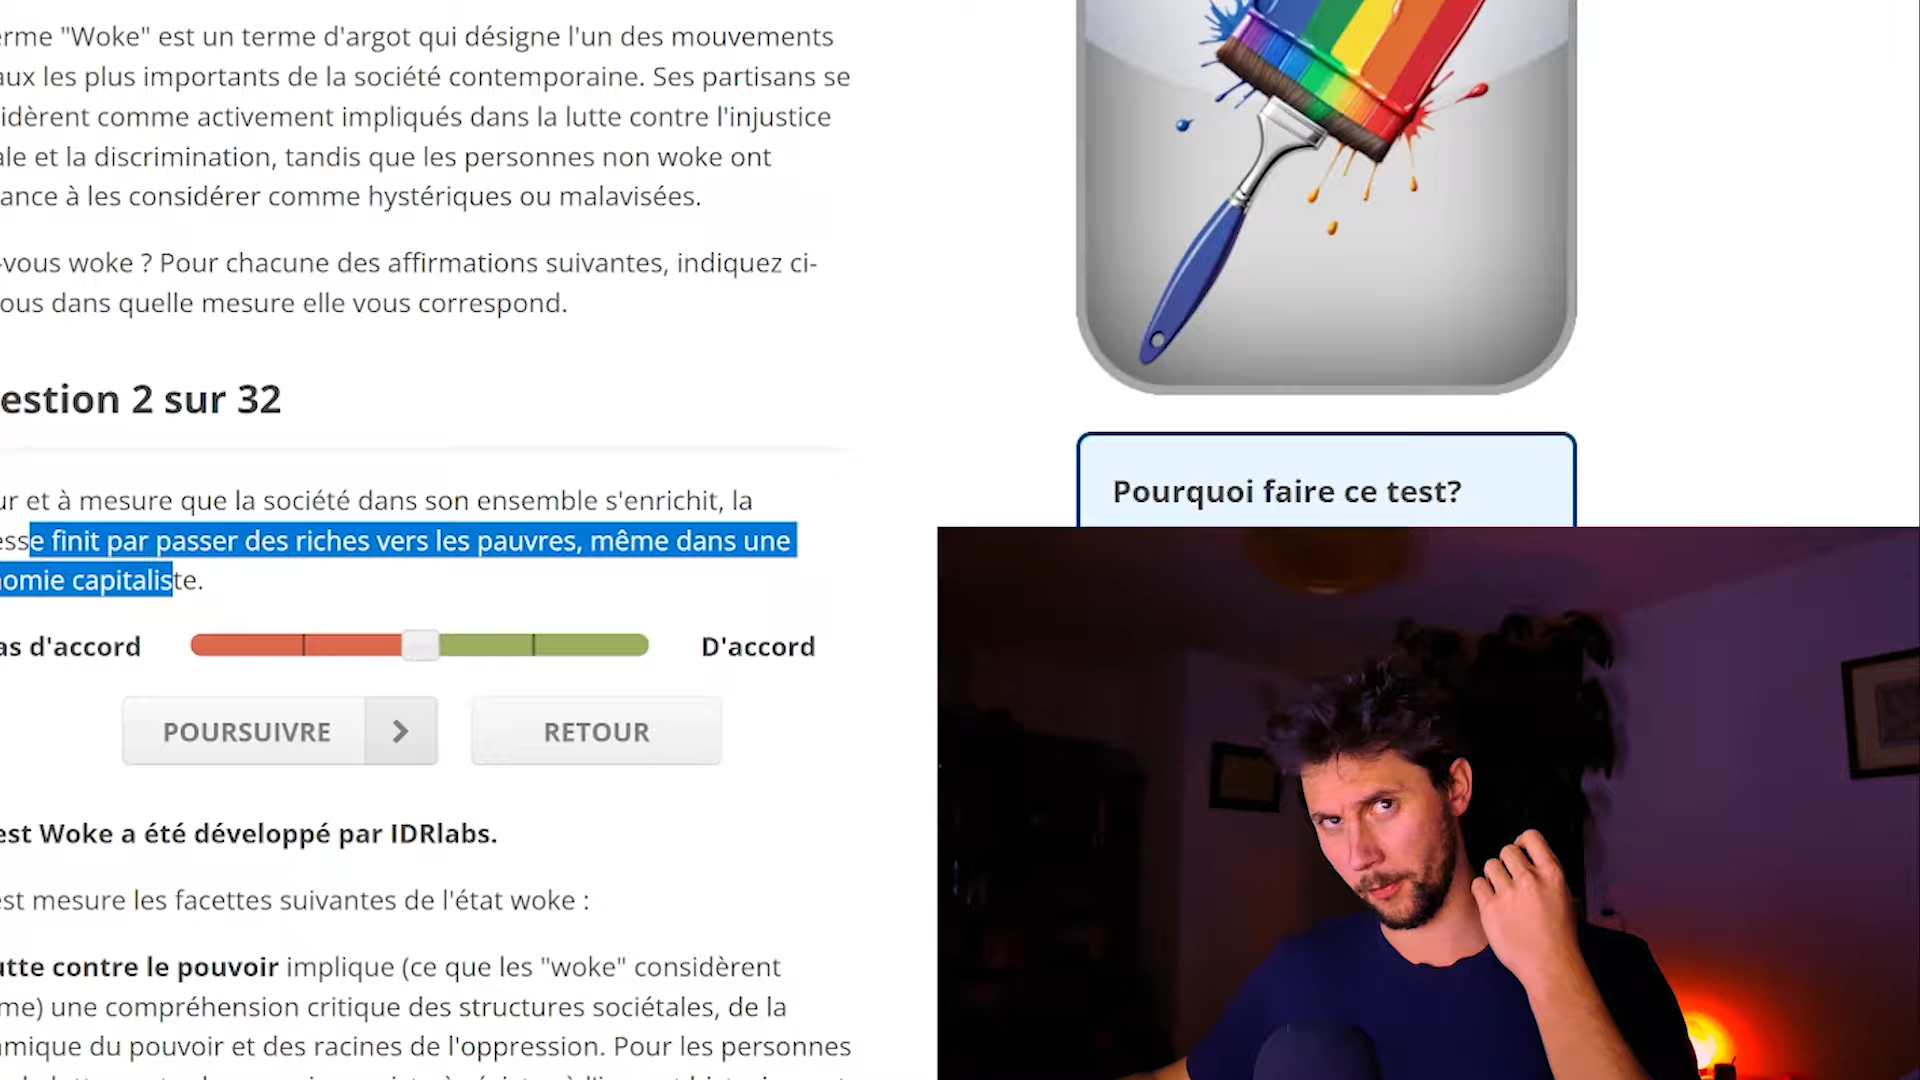 erme "Woke" est un terme d'argot qui désigne l'un des mouvements
aux les plus importants de la société contemporaine. Ses partisans se
idèrent comme activement impliqués dans la lutte contre l'injustice
ale et la discrimination, tandis que les personnes non woke ont
ance à les considérer comme hystériques ou malavisées.
-vous woke ? Pour chacune des affirmations suivantes, indiquez ci-
ous dans quelle mesure elle vous correspond.
estion 2 sur 32
ur et à mesure que la société dans son ensemble s'enrichit, la
esse finit par passer des riches vers les pauvres, même dans une
nomie capitaliste.
as d'accord
D'accord
POURSUIVRE
RETOUR
est Woke a été développé par IDRlabs.
est mesure les facettes suivantes de l'état woke :
utte contre le pouvoir implique (ce que les "woke" considèrent
me) une compréhension critique des structures sociétales, de la
amique du pouvoir et des racines de l'oppression. Pour les personnes
Pourquoi faire ce test?